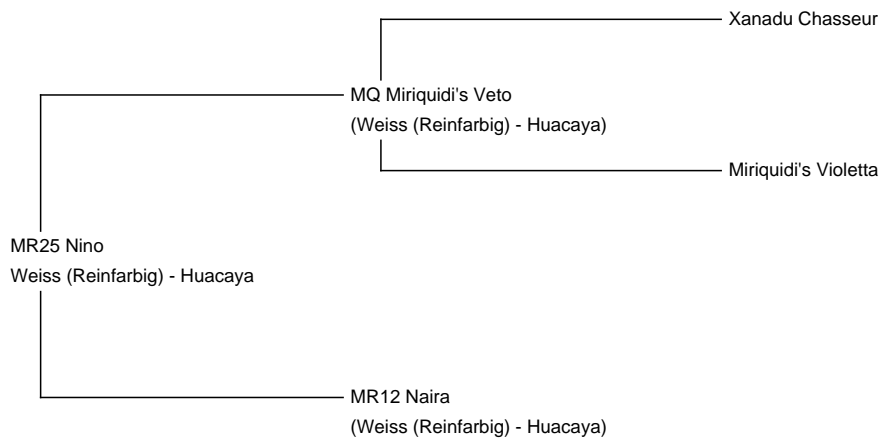 Xanadu Chasseur
MQ Miriquidi's Veto
(Weiss (Reinfarbig) - Huacaya)
Miriquidi's Violetta
MR25 Nino
Weiss (Reinfarbig) - Huacaya
MR12 Naira
(Weiss (Reinfarbig) - Huacaya)